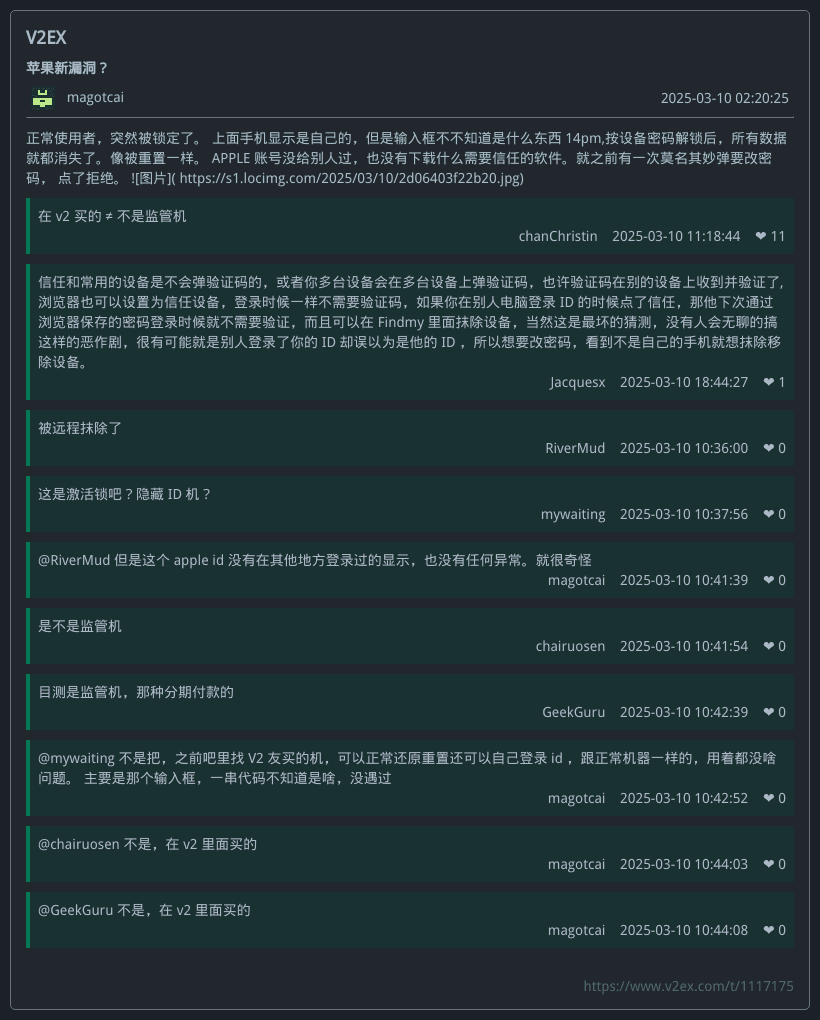 V2EX
苹果新漏洞？
magotcai 2025-03-10 02:20:25
正常使用者，突然被锁定了。 上面手机显示是自己的，但是输入框不不知道是什么东西 14pm,按设备密码解锁后，所有数据
就都消失了。像被重置一样。 APPLE 账号没给别人过，也没有下载什么需要信任的软件。就之前有一次莫名其妙弹要改密
码， 点了拒绝。 ![图片]( https://s1.locimg.com/2025/03/10/2d06403f22b20.jpg)
在 v2 买的 ≠ 不是监管机
chanChristin 2025-03-10 11:18:44 ❤ 11
信任和常用的设备是不会弹验证码的，或者你多台设备会在多台设备上弹验证码，也许验证码在别的设备上收到并验证了,
浏览器也可以设置为信任设备，登录时候一样不需要验证码，如果你在别人电脑登录 ID 的时候点了信任，那他下次通过
浏览器保存的密码登录时候就不需要验证，而且可以在 Findmy 里面抹除设备，当然这是最坏的猜测，没有人会无聊的搞
这样的恶作剧，很有可能就是别人登录了你的 ID 却误以为是他的 ID ，所以想要改密码，看到不是自己的手机就想抹除移
除设备。
Jacquesx 2025-03-10 18:44:27 ❤ 1
被远程抹除了
RiverMud 2025-03-10 10:36:00 ❤ 0
这是激活锁吧？隐藏 ID 机？
mywaiting 2025-03-10 10:37:56 ❤ 0
@RiverMud 但是这个 apple id 没有在其他地方登录过的显示，也没有任何异常。就很奇怪
magotcai 2025-03-10 10:41:39 ❤ 0
是不是监管机
chairuosen 2025-03-10 10:41:54 ❤ 0
目测是监管机，那种分期付款的
GeekGuru 2025-03-10 10:42:39 ❤ 0
@mywaiting 不是把，之前吧里找 V2 友买的机，可以正常还原重置还可以自己登录 id ，跟正常机器一样的，用着都没啥
问题。 主要是那个输入框，一串代码不知道是啥，没遇过
magotcai 2025-03-10 10:42:52 ❤ 0
@chairuosen 不是，在 v2 里面买的
magotcai 2025-03-10 10:44:03 ❤ 0
@GeekGuru 不是，在 v2 里面买的
magotcai 2025-03-10 10:44:08 ❤ 0
https://www.v2ex.com/t/1117175